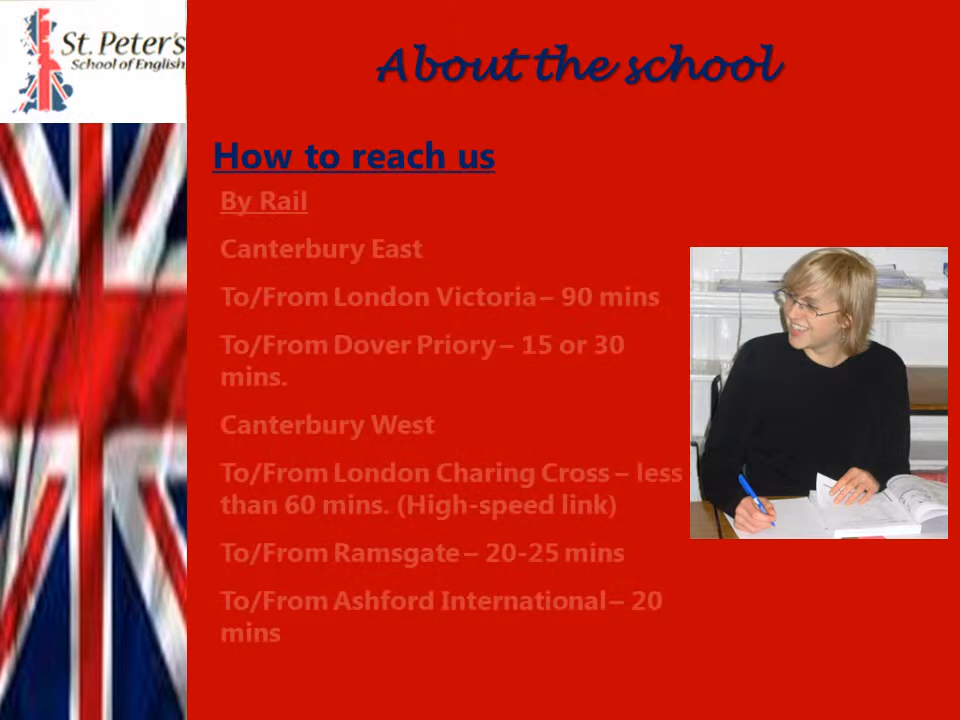 St. Peter's
School of English
About the school
How to reach us
By Rail
Canterbury East
To/From London Victoria – 90 mins
To/From Dover Priory – 15 or 30
mins.
Canterbury West
To/From London Charing Cross – less
than 60 mins. (High-speed link)
To/From Ramsgate – 20-25 mins
To/From Ashford International – 20
mins